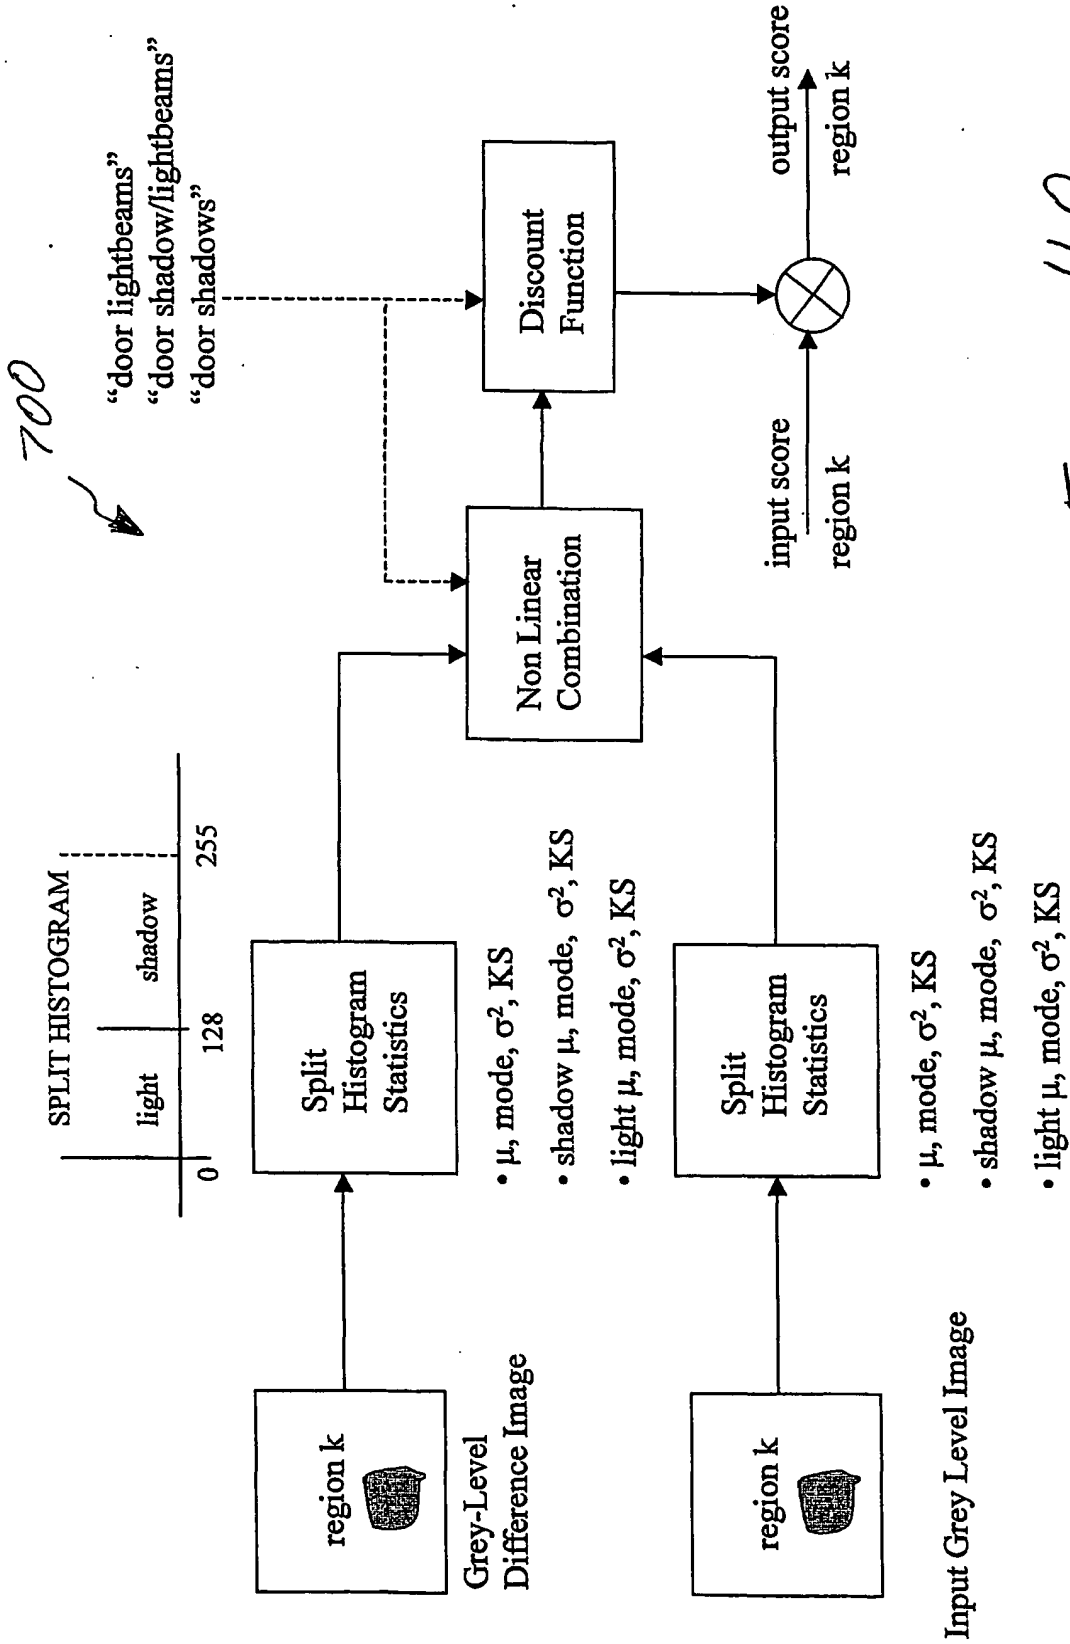 700
“door lightbeams”
“door shadow/lightbeams”
“door shadows”
SPLIT HISTOGRAM
light shadow
0 128 255
region k
Grey-Level
Difference Image
Split
Histogram
Statistics
• μ, mode, σ², KS
• shadow μ, mode, σ², KS
• light μ, mode, σ², KS
Non Linear
Combination
Discount
Function
region k
Input Grey Level Image
Split
Histogram
Statistics
• μ, mode, σ², KS
• shadow μ, mode, σ², KS
• light μ, mode, σ², KS
input score
region k
output score
region k